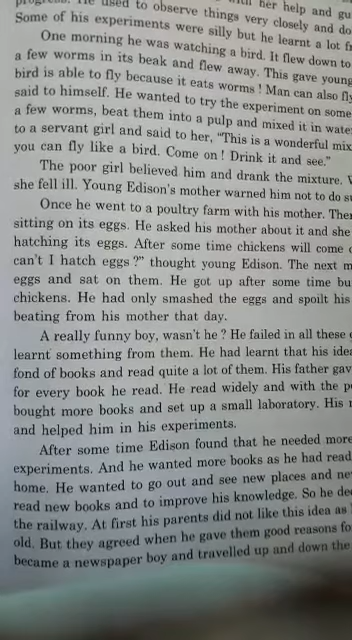 He used to observe things very closely and do
Some of his experiments were silly but he learnt a lot
One morning he was watching a bird. It flew down to
a few worms in its beak and flew away. This gave young
bird is able to fly because it eats worms ! Man can also
said to himself. He wanted to try the experiment on some
a few worms, beat them into a pulp and mixed it in
to a servant girl and said to her, "This is a wonderful
you can fly like a bird. Come on ! Drink it and see."
The poor girl believed him and drank the mixture.
she fell ill. Young Edison's mother warned him not to do
Once he went to a poultry farm with his mother.
sitting on its eggs. He asked his mother about it and she
hatching its eggs. After some time chickens will come
can't I hatch eggs ?" thought young Edison. The next
eggs and sat on them. He got up after some time
chickens. He had only smashed the eggs and spoilt his
beating from his mother that day.
A really funny boy, wasn't he ? He failed in all these
learnt something from them. He had learnt that his
fond of books and read quite a lot of them. His father
for every book he read. He read widely and with the
bought more books and set up a small laboratory. His
and helped him in his experiments.
After some time Edison found that he needed more
experiments. And he wanted more books as he had read
home. He wanted to go out and see new places and
read new books and to improve his knowledge. So he
the railway. At first his parents did not like this idea as
old. But they agreed when he gave them good reasons
became a newspaper boy and travelled up and down the